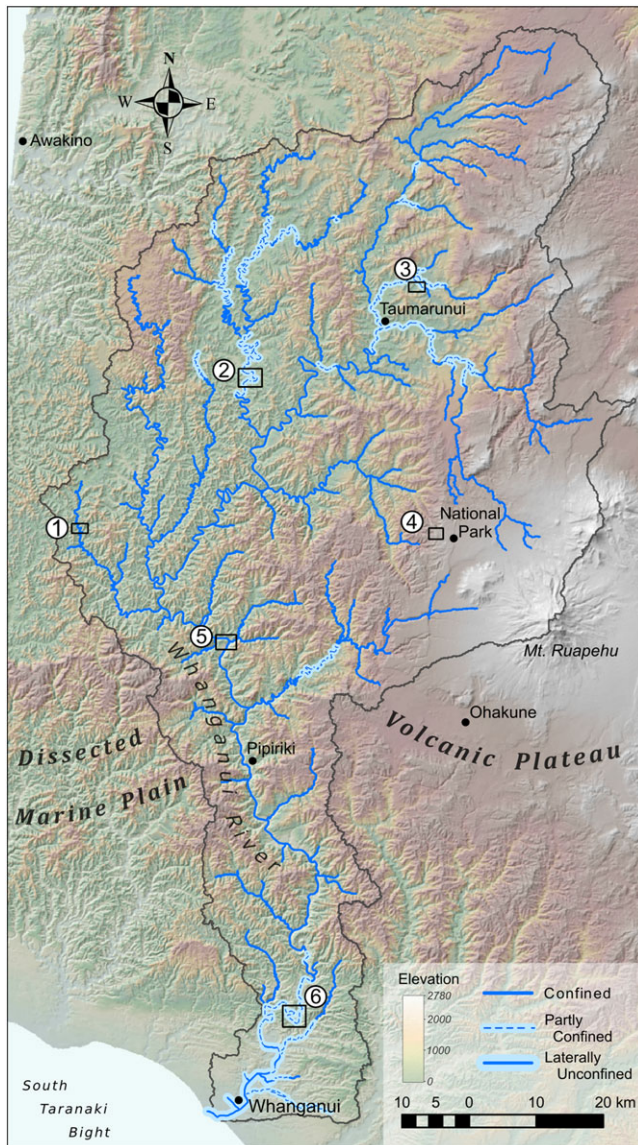 N
W E
S
Awakino
3
Taumarunui
2
1
4
National
Park
5
Mt. Ruapehu
Whanganui River
Ohakune
Volcanic Plateau
Dissected
Marine Plain
Pipiriki
6
Elevation
2780
2000
1000
0
Confined
Partly
Confined
Laterally
Unconfined
South
Taranaki
Bight
Whanganui
10 0 10 20 km